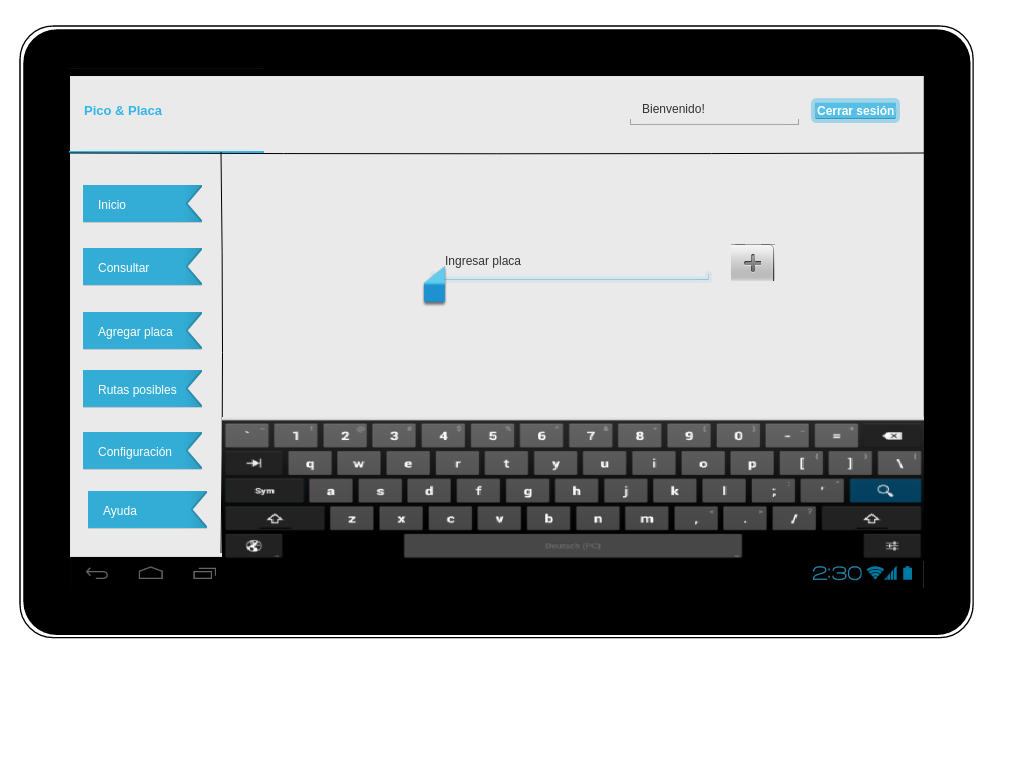 Pico & Placa
Bienvenido!
Cerrar sesión
Inicio
Consultar
Agregar placa
Rutas posibles
Configuración
Ayuda
Ingresar placa
` 1 2 3 4 5 6 7 8 9 0 - =
q w e r t y u i o p [ ] \
Sym a s d f g h j k l ; '
z x c v b n m , . /
Deutsch (PC)
2:30